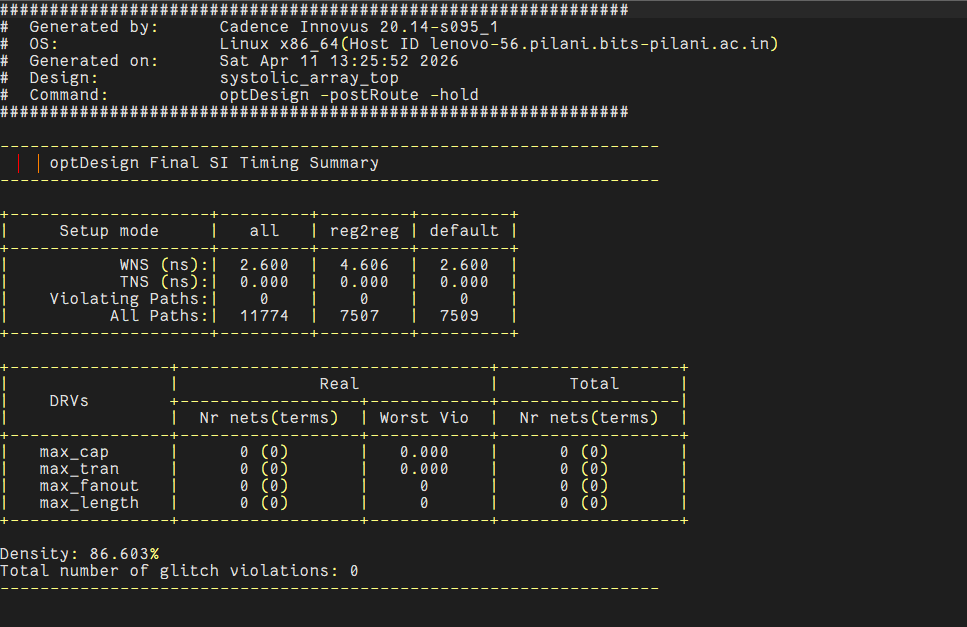 ###############################################################
#  Generated by:      Cadence Innovus 20.14-s095_1
#  OS:                Linux x86_64(Host ID lenovo-56.pilani.bits-pilani.ac.in)
#  Generated on:      Sat Apr 11 13:25:52 2026
#  Design:            systolic_array_top
#  Command:           optDesign -postRoute -hold
###############################################################

------------------------------------------------------------------
     optDesign Final SI Timing Summary
------------------------------------------------------------------

+--------------------+---------+---------+---------+
|     Setup mode     |   all   | reg2reg | default |
+--------------------+---------+---------+---------+
|           WNS (ns):|  2.600  |  4.606  |  2.600  |
|           TNS (ns):|  0.000  |  0.000  |  0.000  |
|    Violating Paths:|    0    |    0    |    0    |
|          All Paths:|  11774  |  7507   |  7509   |
+--------------------+---------+---------+---------+

+----------------+-------------------------------+------------------+
|                |              Real             |       Total      |
|    DRVs        +------------------+------------+------------------|
|                |  Nr nets(terms)  | Worst Vio  |  Nr nets(terms)  |
+----------------+------------------+------------+------------------+
|   max_cap      |      0 (0)       |   0.000    |      0 (0)       |
|   max_tran     |      0 (0)       |   0.000    |      0 (0)       |
|   max_fanout   |      0 (0)       |     0      |      0 (0)       |
|   max_length   |      0 (0)       |     0      |      0 (0)       |
+----------------+------------------+------------+------------------+

Density: 86.603%
Total number of glitch violations: 0
------------------------------------------------------------------